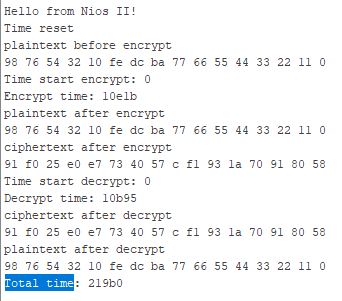 Hello from Nios II!
Time reset
plaintext before encrypt
98 76 54 32 10 fe dc ba 77 66 55 44 33 22 11 0
Time start encrypt: 0
Encrypt time: 10e1b
plaintext after encrypt
98 76 54 32 10 fe dc ba 77 66 55 44 33 22 11 0
ciphertext after encrypt
91 f0 25 e0 e7 73 40 57 c f1 93 1a 70 91 80 58
Time start decrypt: 0
Decrypt time: 10b95
ciphertext after decrypt
91 f0 25 e0 e7 73 40 57 c f1 93 1a 70 91 80 58
plaintext after decrypt
98 76 54 32 10 fe dc ba 77 66 55 44 33 22 11 0
Total time: 219b0